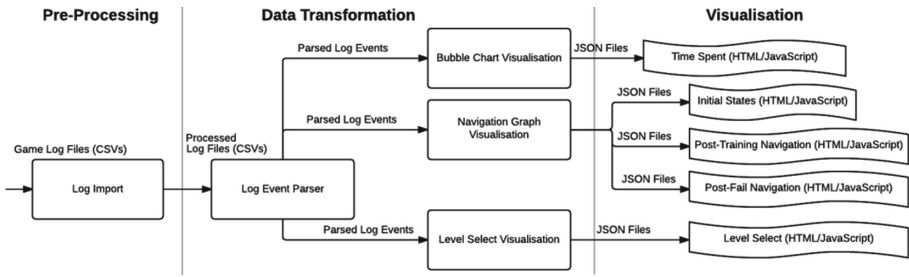 Pre-Processing
Data Transformation
Visualisation
Parsed Log Events
Bubble Chart Visualisation
JSON Files
Time Spent (HTML/JavaScript)
JSON Files
Initial States (HTML/JavaScript)
Parsed Log Events
Navigation Graph
Visualisation
JSON Files
Post-Training Navigation (HTML/JavaScript)
Game Log Files (CSVs)
Processed
Log Files (CSVs)
Log Import
Log Event Parser
JSON Files
Post-Fail Navigation (HTML/JavaScript)
Parsed Log Events
Level Select Visualisation
JSON Files
Level Select (HTML/JavaScript)